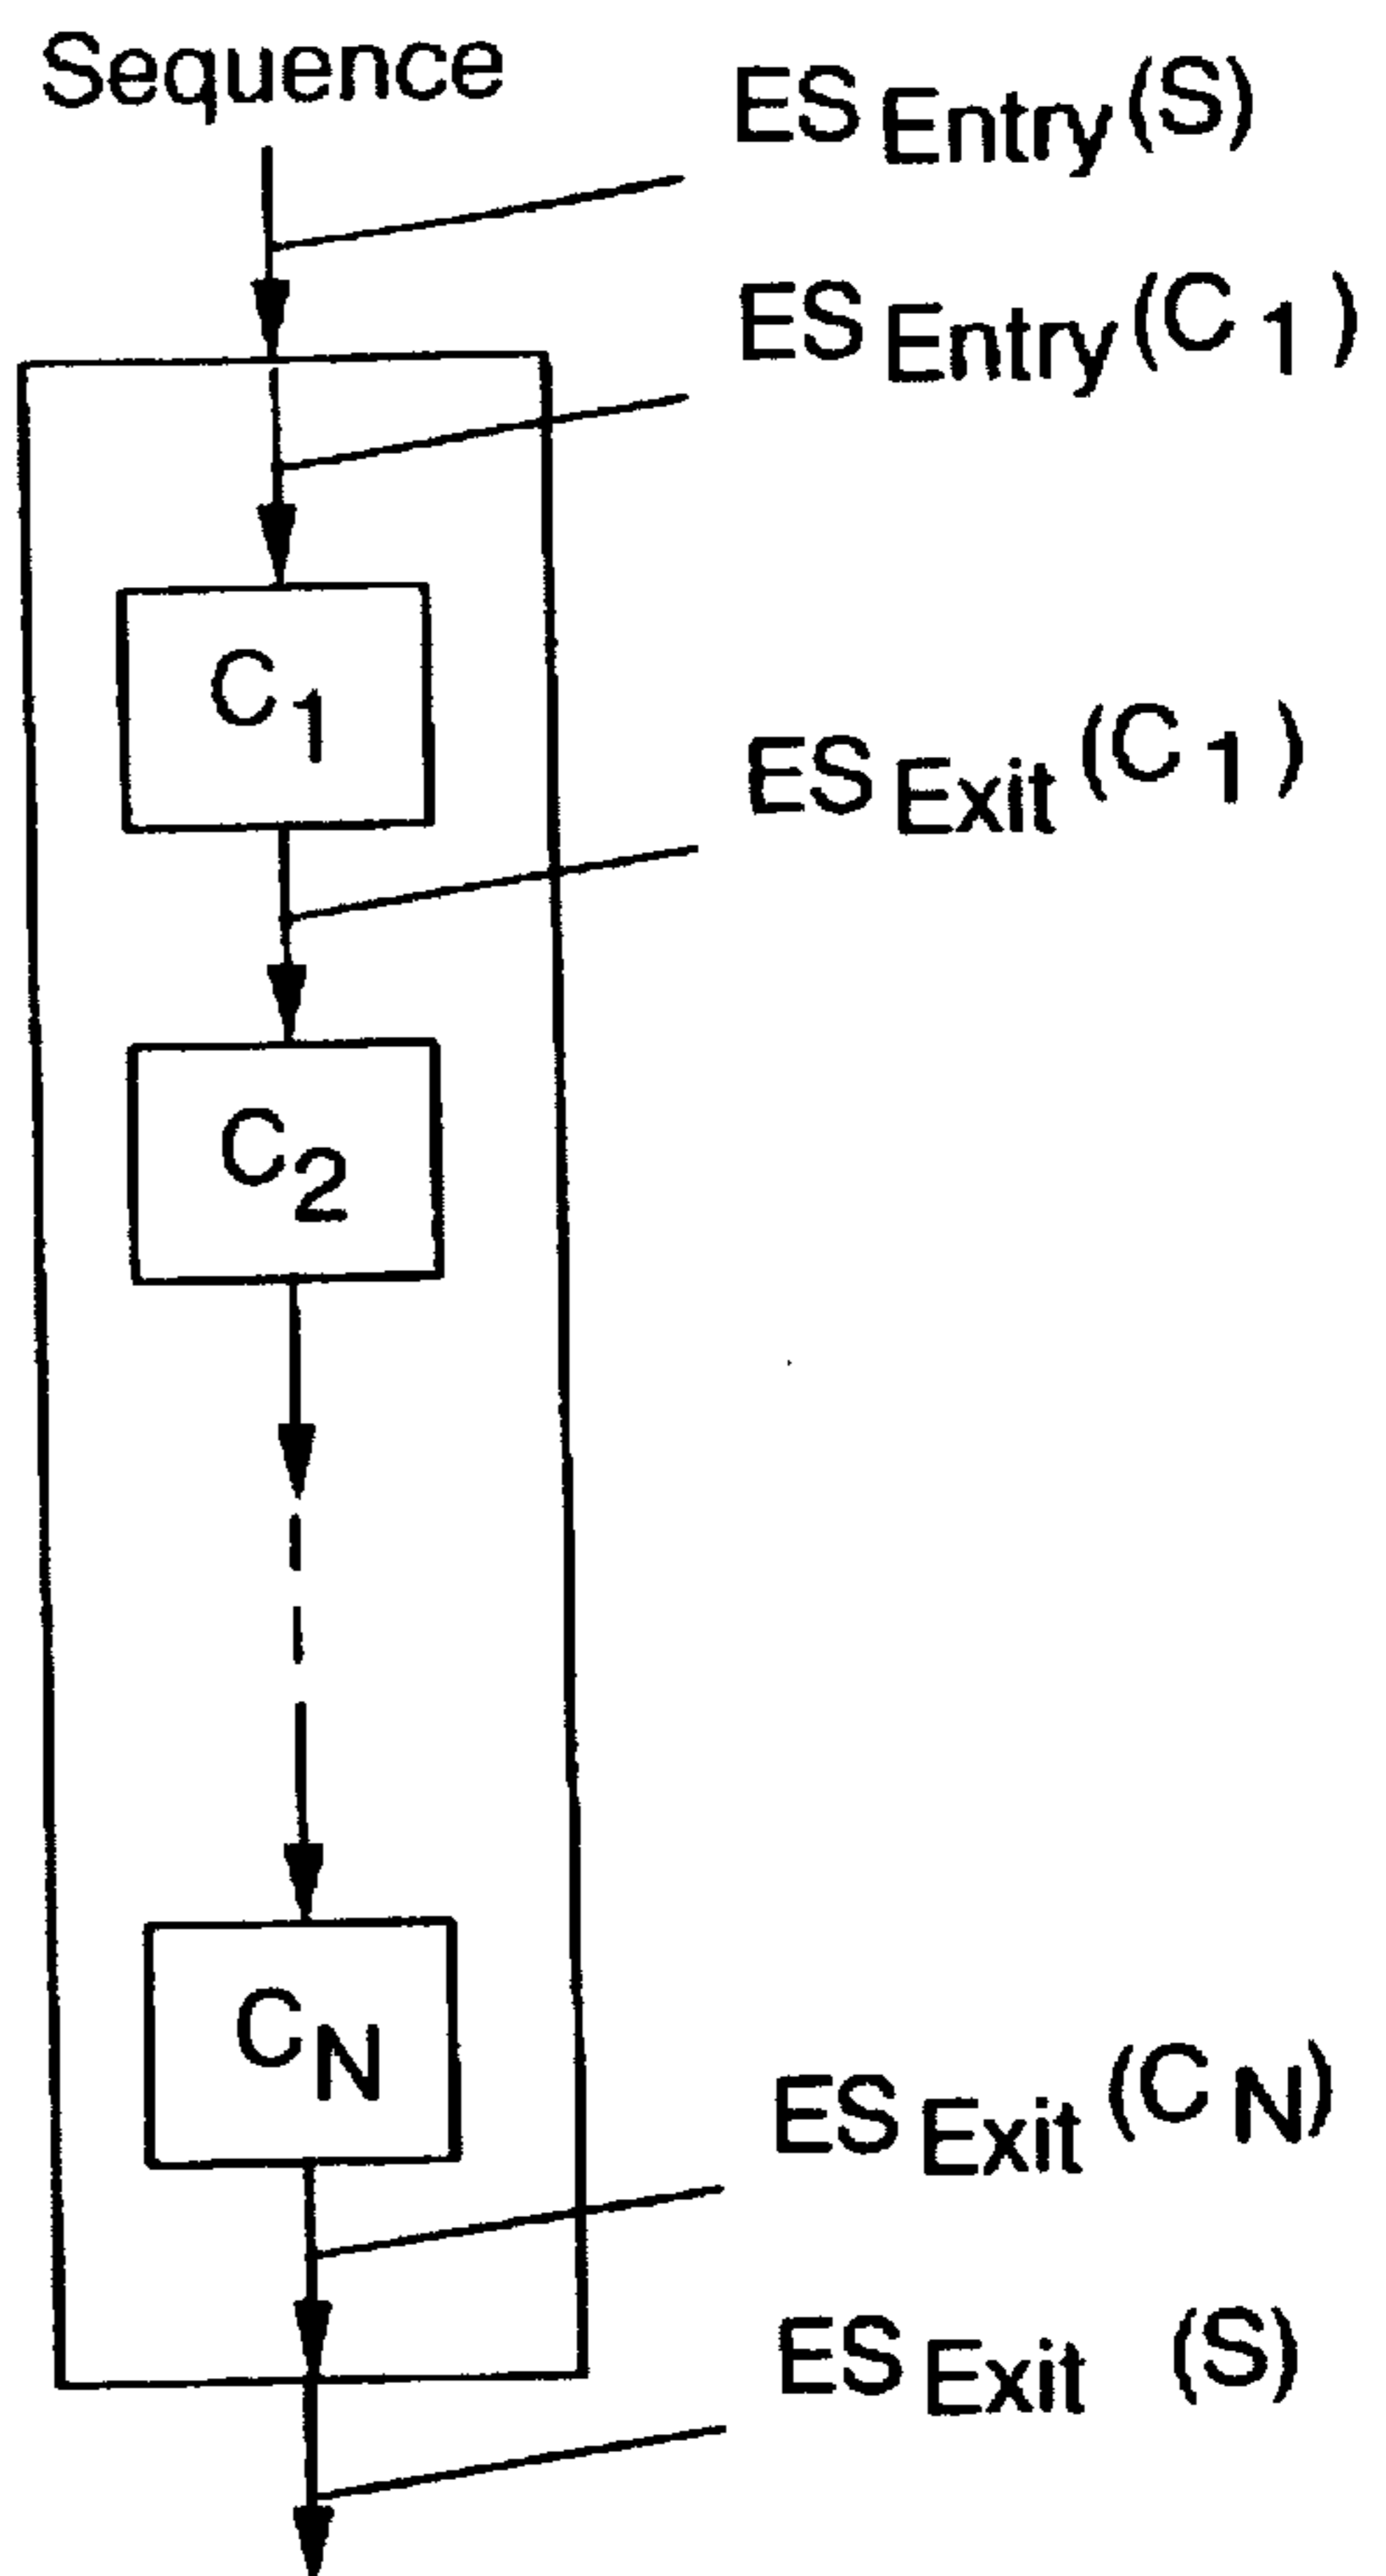 Sequence
ES Entry (S)
ES Entry (C 1)
C1
ES Exit (C 1)
C2
CN
ES Exit (C N)
ES Exit (S)